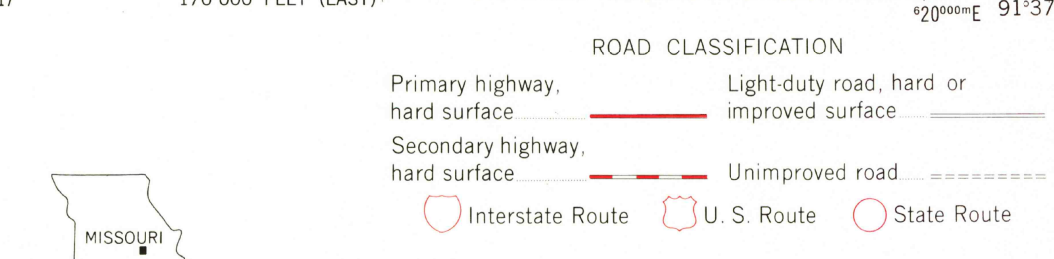 620000mE 91°37
ROAD CLASSIFICATION
Primary highway,
hard surface
Light-duty road, hard or
improved surface
Secondary highway,
hard surface
Unimproved road
Interstate Route
U. S. Route
State Route
MISSOURI